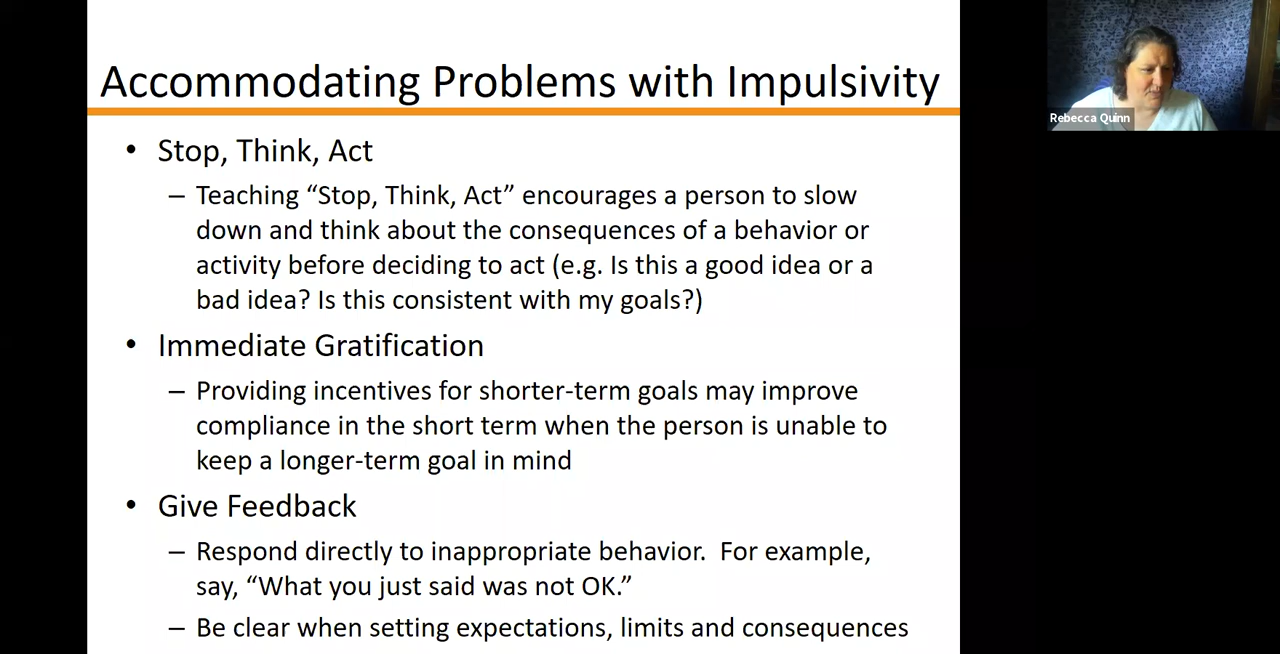 Accommodating Problems with Impulsivity
• Stop, Think, Act
– Teaching “Stop, Think, Act” encourages a person to slow
down and think about the consequences of a behavior or
activity before deciding to act (e.g. Is this a good idea or a
bad idea? Is this consistent with my goals?)
• Immediate Gratification
– Providing incentives for shorter-term goals may improve
compliance in the short term when the person is unable to
keep a longer-term goal in mind
• Give Feedback
– Respond directly to inappropriate behavior.  For example,
say, “What you just said was not OK.”
– Be clear when setting expectations, limits and consequences
Rebecca Quinn